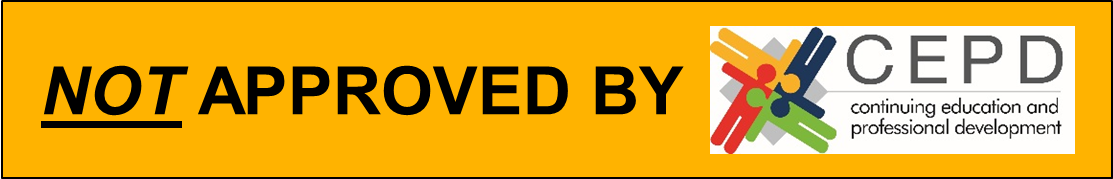 NOT APPROVED BY
CEPD
continuing education and
professional development